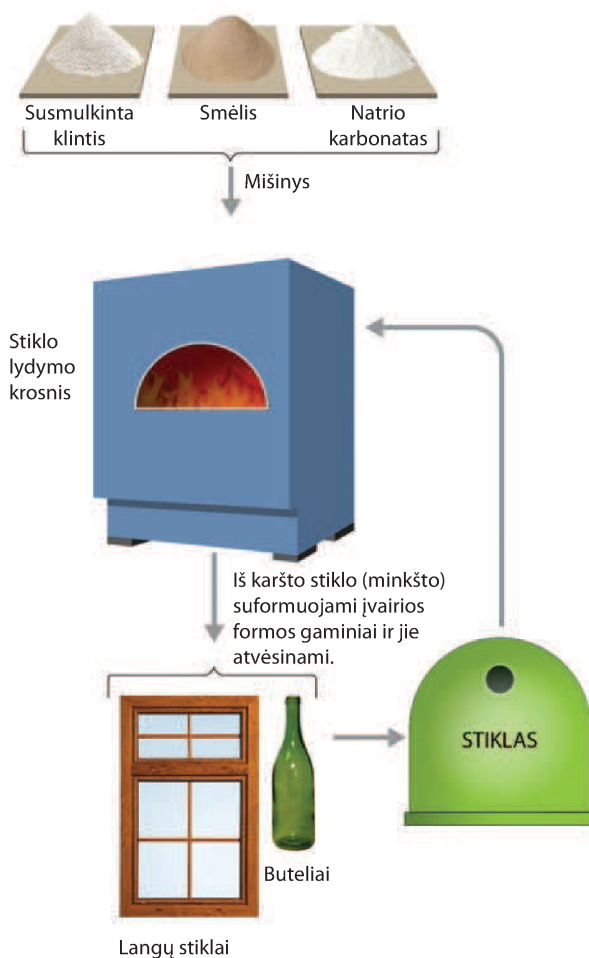 Susmulkinta
klintis
Smėlis
Natrio
karbonatas
Mišinys
Stiklo
lydymo
krosnis
Iš karšto stiklo (minkšto)
suformuojami įvairios
formos gaminiai ir jie
atvėsinami.
STIKLAS
Buteliai
Langų stiklai